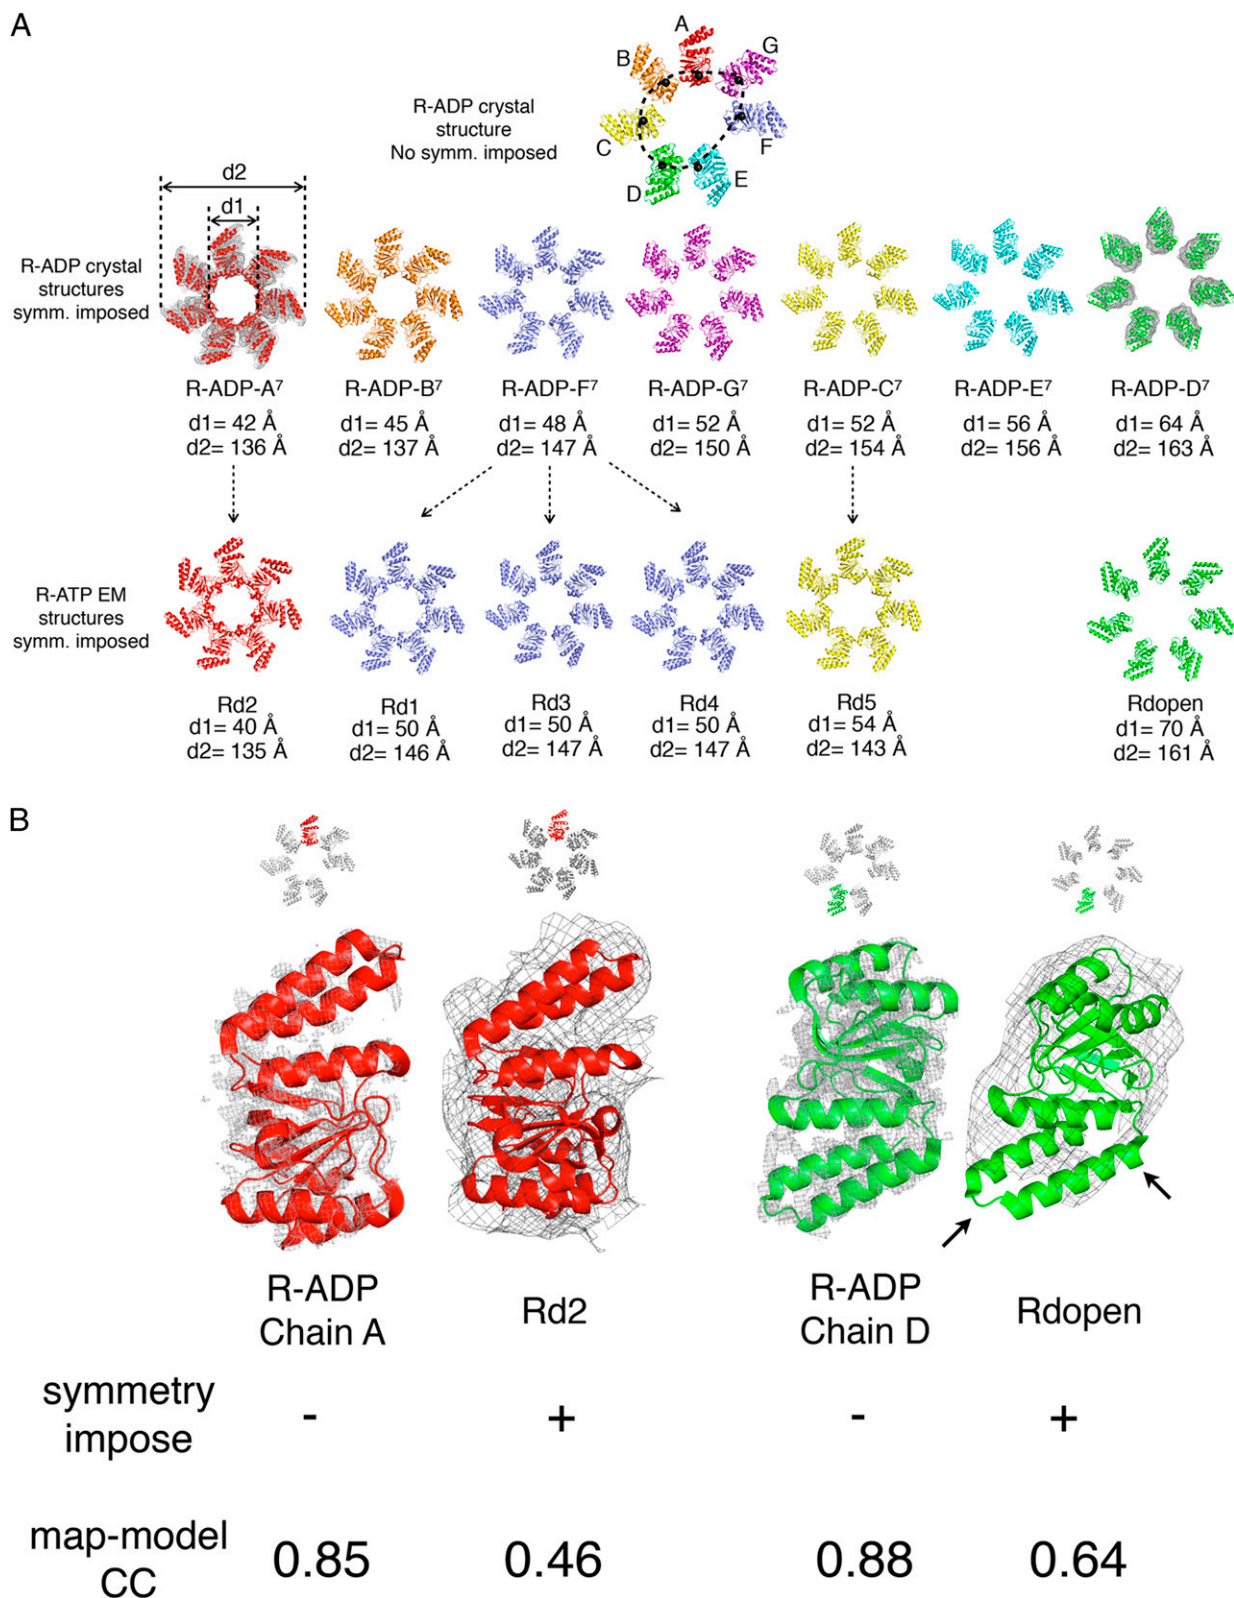 A
A
G
B
R-ADP crystal
structure
No symm. imposed
C
F
D
E
d2
d1
R-ADP crystal
structures
symm. imposed
R-ADP-A⁷
R-ADP-B⁷
R-ADP-F⁷
R-ADP-G⁷
R-ADP-C⁷
R-ADP-E⁷
R-ADP-D⁷
d1= 42 Å
d2= 136 Å
d1= 45 Å
d2= 137 Å
d1= 48 Å
d2= 147 Å
d1= 52 Å
d2= 150 Å
d1= 52 Å
d2= 154 Å
d1= 56 Å
d2= 156 Å
d1= 64 Å
d2= 163 Å
R-ATP EM
structures
symm. imposed
Rd2
d1= 40 Å
d2= 135 Å
Rd1
d1= 50 Å
d2= 146 Å
Rd3
d1= 50 Å
d2= 147 Å
Rd4
d1= 50 Å
d2= 147 Å
Rd5
d1= 54 Å
d2= 143 Å
Rdopen
d1= 70 Å
d2= 161 Å
B
R-ADP
Chain A
Rd2
R-ADP
Chain D
Rdopen
symmetry
impose
- + - +
map-model
CC
0.85 0.46 0.88 0.64